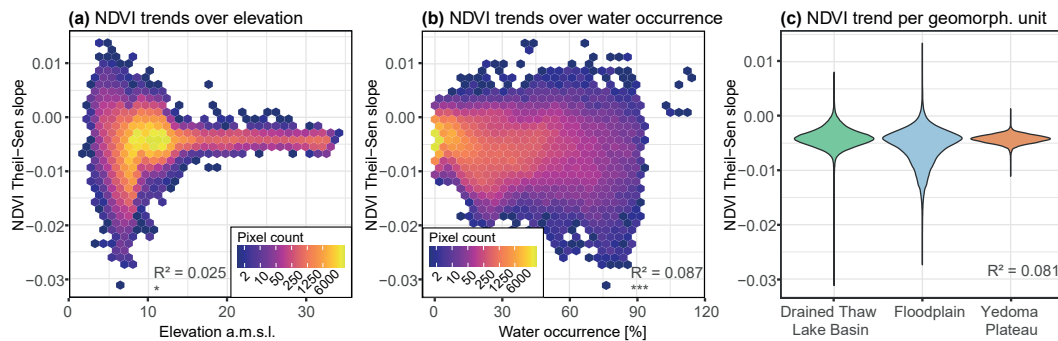 (a) NDVI trends over elevation
NDVI Theil−Sen slope
0.01
0.00
−0.01
−0.02
−0.03
0
10
20
30
Elevation a.m.s.l.
Pixel count
2
10
50
250
1250
6000
R² = 0.025
*
(b) NDVI trends over water occurrence
NDVI Theil−Sen slope
0.01
0.00
−0.01
−0.02
−0.03
0
30
60
90
120
Water occurrence [%]
Pixel count
2
10
50
250
1250
6000
R² = 0.087
***
(c) NDVI trend per geomorph. unit
NDVI Theil−Sen slope
0.01
0.00
−0.01
−0.02
−0.03
R² = 0.081
Drained Thaw
Lake Basin
Floodplain
Yedoma
Plateau